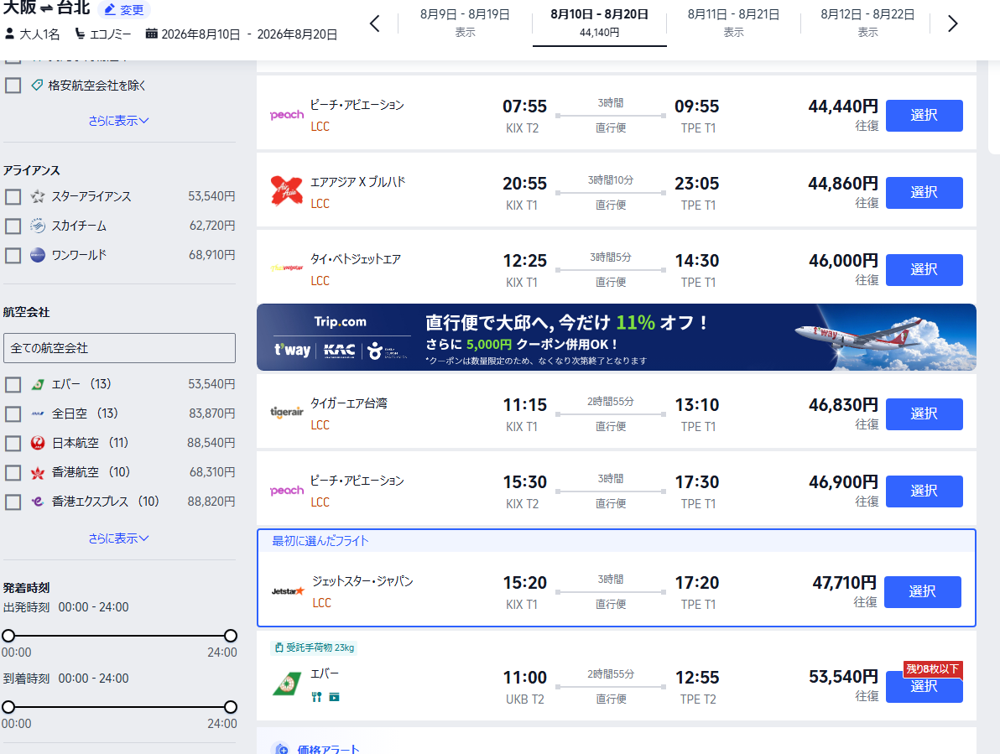 大阪 ⇌ 台北 変更
大人1名 エコノミー 2026年8月10日 - 2026年8月20日
8月9日 - 8月19日
表示
8月10日 - 8月20日
44,140円
8月11日 - 8月21日
表示
8月12日 - 8月22日
表示
格安航空会社を除く
さらに表示
アライアンス
スターアライアンス 53,540円
スカイチーム 62,720円
ワンワールド 68,910円
航空会社
全ての航空会社
エバー (13) 53,540円
全日空 (13) 83,870円
日本航空 (11) 88,540円
香港航空 (10) 68,310円
香港エクスプレス (10) 88,820円
さらに表示
発着時刻
出発時刻 00:00 - 24:00
00:00 24:00
到着時刻 00:00 - 24:00
00:00 24:00
peach
ピーチ・アビエーション
LCC
07:55 3時間 09:55
KIX T2 直行便 TPE T1
44,440円
往復
選択
Air Asia
エアアジア X ブルハド
LCC
20:55 3時間10分 23:05
KIX T1 直行便 TPE T1
44,860円
往復
選択
タイ・ベトジェットエア
LCC
12:25 3時間5分 14:30
KIX T1 直行便 TPE T1
46,000円
往復
選択
Trip.com
t'way KAC
直行便で大邱へ, 今だけ 11% オフ！
さらに 5,000円 クーポン併用OK！
*クーポンは数量限定のため、なくなり次第終了となります
t'way
tigerair
タイガーエア台湾
LCC
11:15 2時間55分 13:10
KIX T1 直行便 TPE T1
46,830円
往復
選択
peach
ピーチ・アビエーション
LCC
15:30 3時間 17:30
KIX T2 直行便 TPE T1
46,900円
往復
選択
最初に選んだフライト
Jetstar
ジェットスター・ジャパン
LCC
15:20 3時間 17:20
KIX T1 直行便 TPE T1
47,710円
往復
選択
受託手荷物 23kg
エバー
11:00 2時間55分 12:55
UKB T2 直行便 TPE T2
53,540円
往復
残り8枚以下
選択
価格アラート